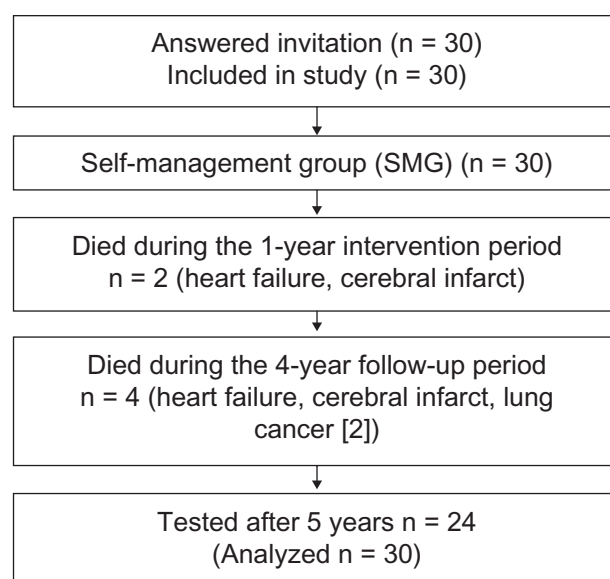 Answered invitation (n = 30)
Included in study (n = 30)
Self-management group (SMG) (n = 30)
Died during the 1-year intervention period
n = 2 (heart failure, cerebral infarct)
Died during the 4-year follow-up period
n = 4 (heart failure, cerebral infarct, lung
cancer [2])
Tested after 5 years n = 24
(Analyzed n = 30)